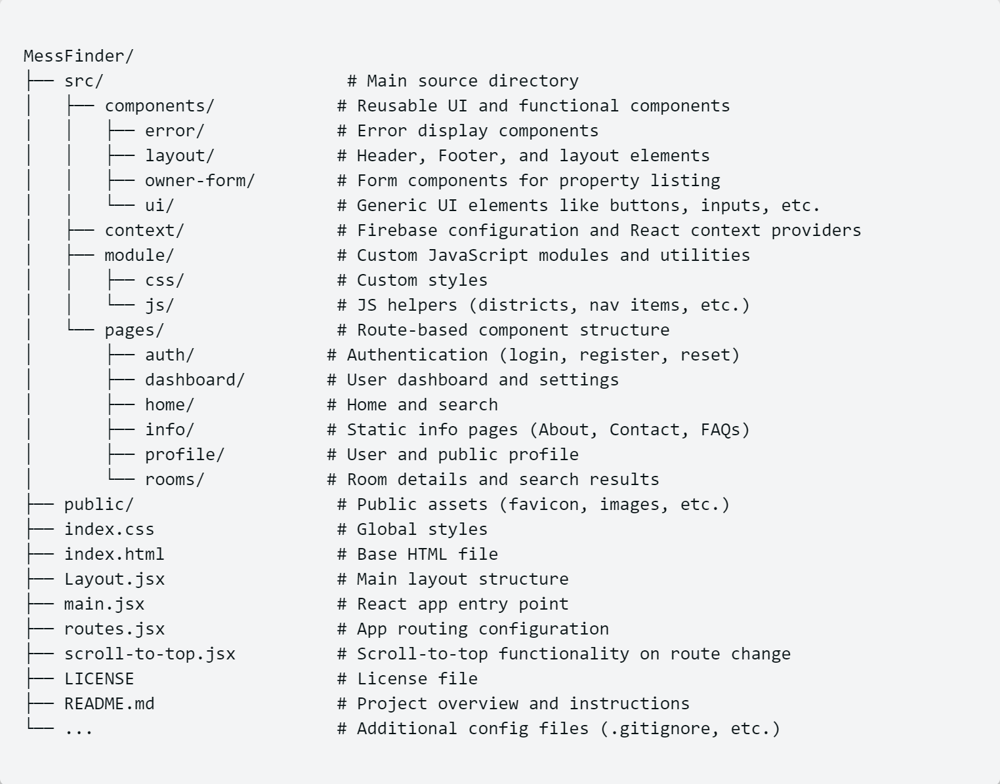 MessFinder/
├── src/                            # Main source directory
│   ├── components/            # Reusable UI and functional components
│   │   ├── error/             # Error display components
│   │   ├── layout/            # Header, Footer, and layout elements
│   │   ├── owner-form/        # Form components for property listing
│   │   └── ui/                # Generic UI elements like buttons, inputs, etc.
│   ├── context/               # Firebase configuration and React context providers
│   ├── module/                # Custom JavaScript modules and utilities
│   │   ├── css/               # Custom styles
│   │   └── js/                # JS helpers (districts, nav items, etc.)
│   └── pages/                 # Route-based component structure
│       ├── auth/             # Authentication (login, register, reset)
│       ├── dashboard/        # User dashboard and settings
│       ├── home/             # Home and search
│       ├── info/             # Static info pages (About, Contact, FAQs)
│       ├── profile/          # User and public profile
│       └── rooms/            # Room details and search results
├── public/                    # Public assets (favicon, images, etc.)
├── index.css                  # Global styles
├── index.html                 # Base HTML file
├── Layout.jsx                 # Main layout structure
├── main.jsx                   # React app entry point
├── routes.jsx                 # App routing configuration
├── scroll-to-top.jsx          # Scroll-to-top functionality on route change
├── LICENSE                    # License file
├── README.md                  # Project overview and instructions
└── ...                        # Additional config files (.gitignore, etc.)